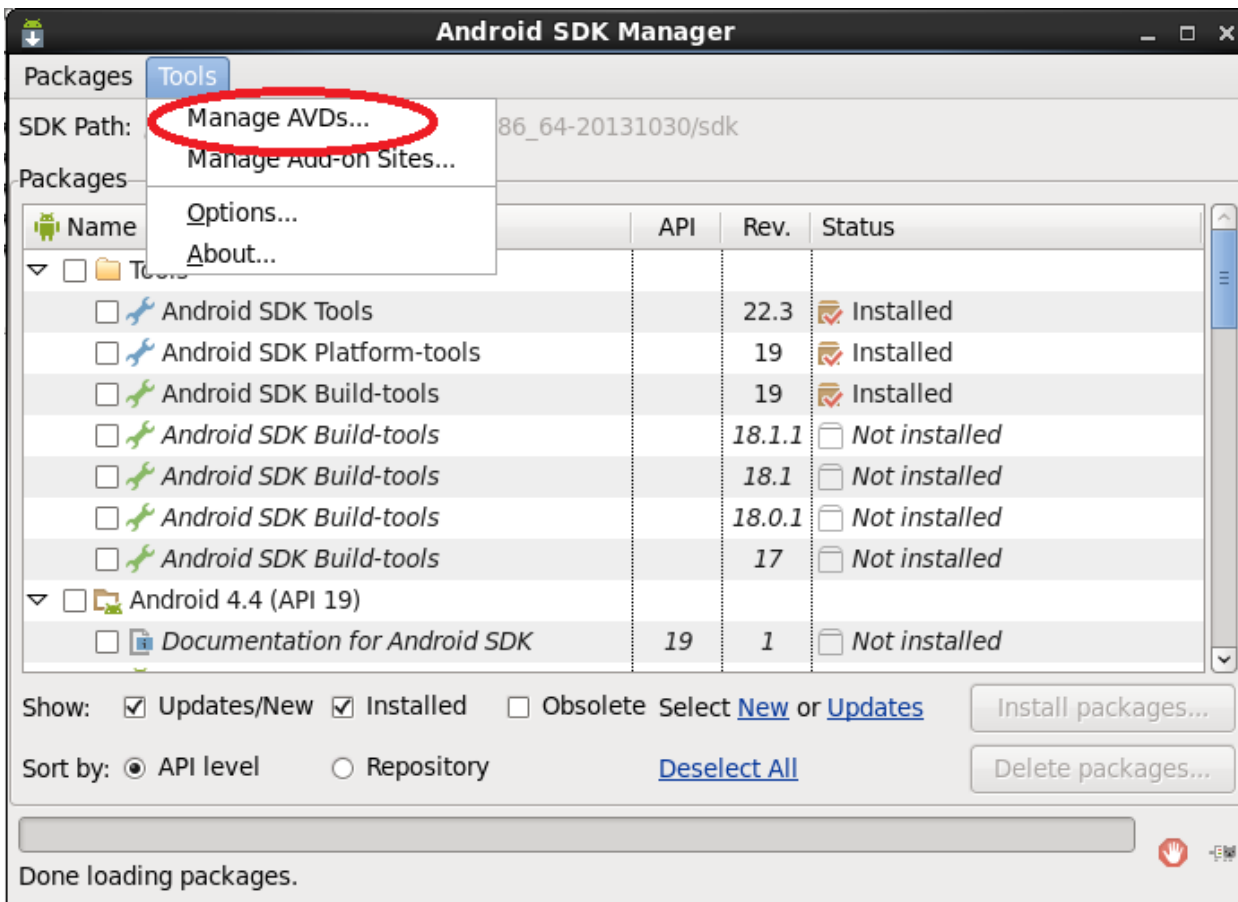 Android SDK Manager
Packages Tools
Manage AVDs...
SDK Path: 86_64-20131030/sdk
Manage Add-on Sites...
Packages
Options...
Name API Rev. Status
About...
Android SDK Tools 22.3 Installed
Android SDK Platform-tools 19 Installed
Android SDK Build-tools 19 Installed
Android SDK Build-tools 18.1.1 Not installed
Android SDK Build-tools 18.1 Not installed
Android SDK Build-tools 18.0.1 Not installed
Android SDK Build-tools 17 Not installed
Android 4.4 (API 19)
Documentation for Android SDK 19 1 Not installed
Show: Updates/New Installed Obsolete Select New or Updates Install packages...
Sort by: API level Repository Deselect All Delete packages...
Done loading packages.